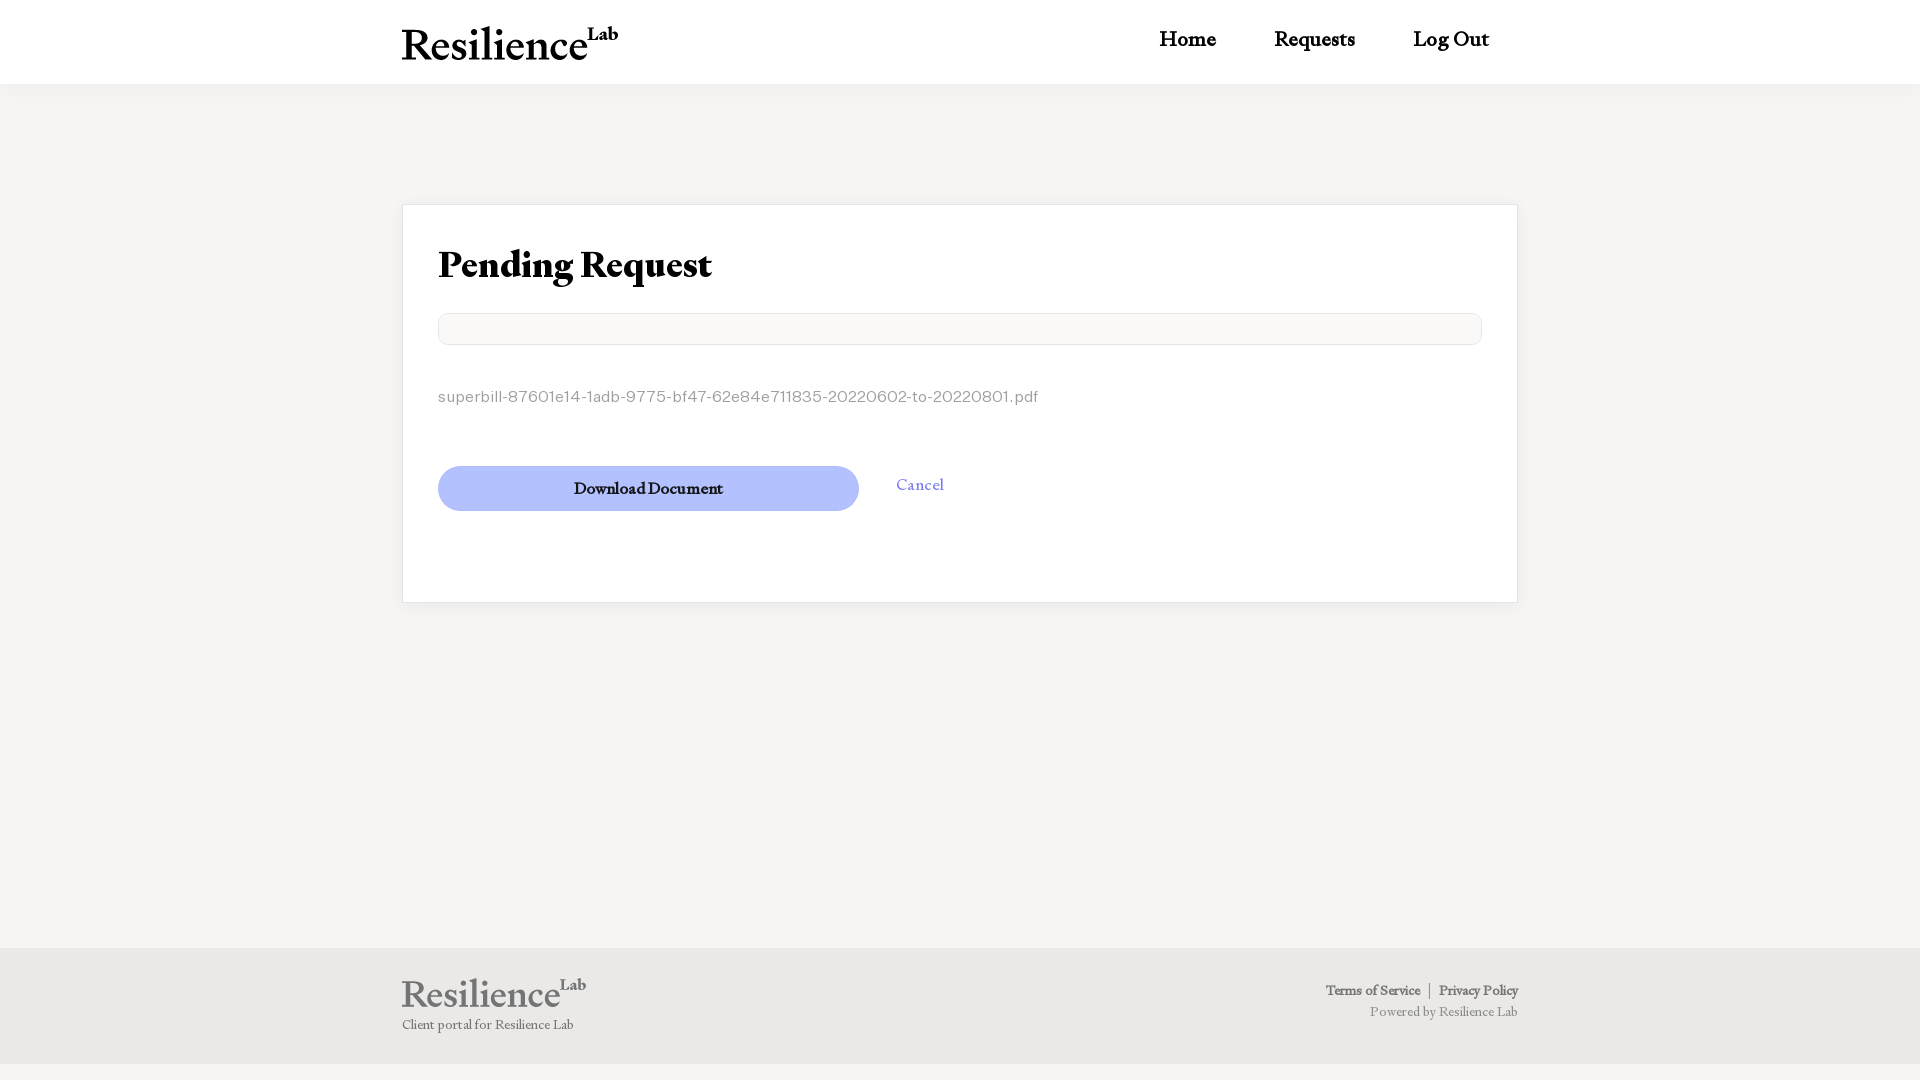 ResilienceLab
Home
Requests
Log Out
Pending Request
superbill-87601e14-1adb-9775-bf47-62e84e711835-20220602-to-20220801.pdf
Download Document
Cancel
ResilienceLab
Client portal for Resilience Lab
Terms of Service | Privacy Policy
Powered by Resilience Lab